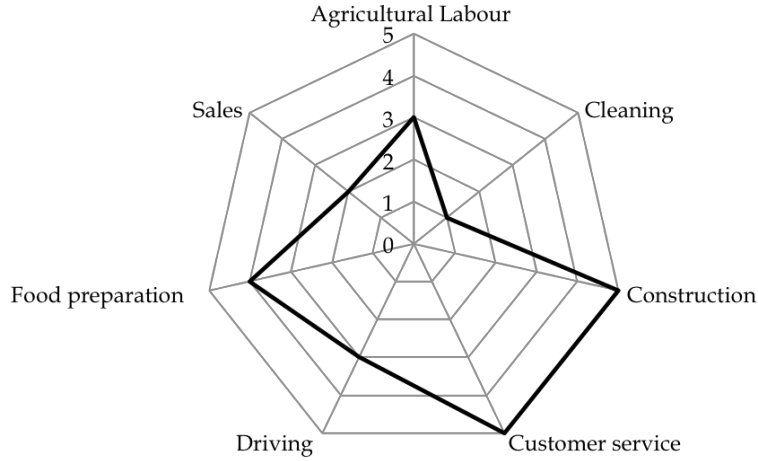 Agricultural Labour
5
4
3
2
1
0
Sales
Cleaning
Food preparation
Construction
Driving
Customer service